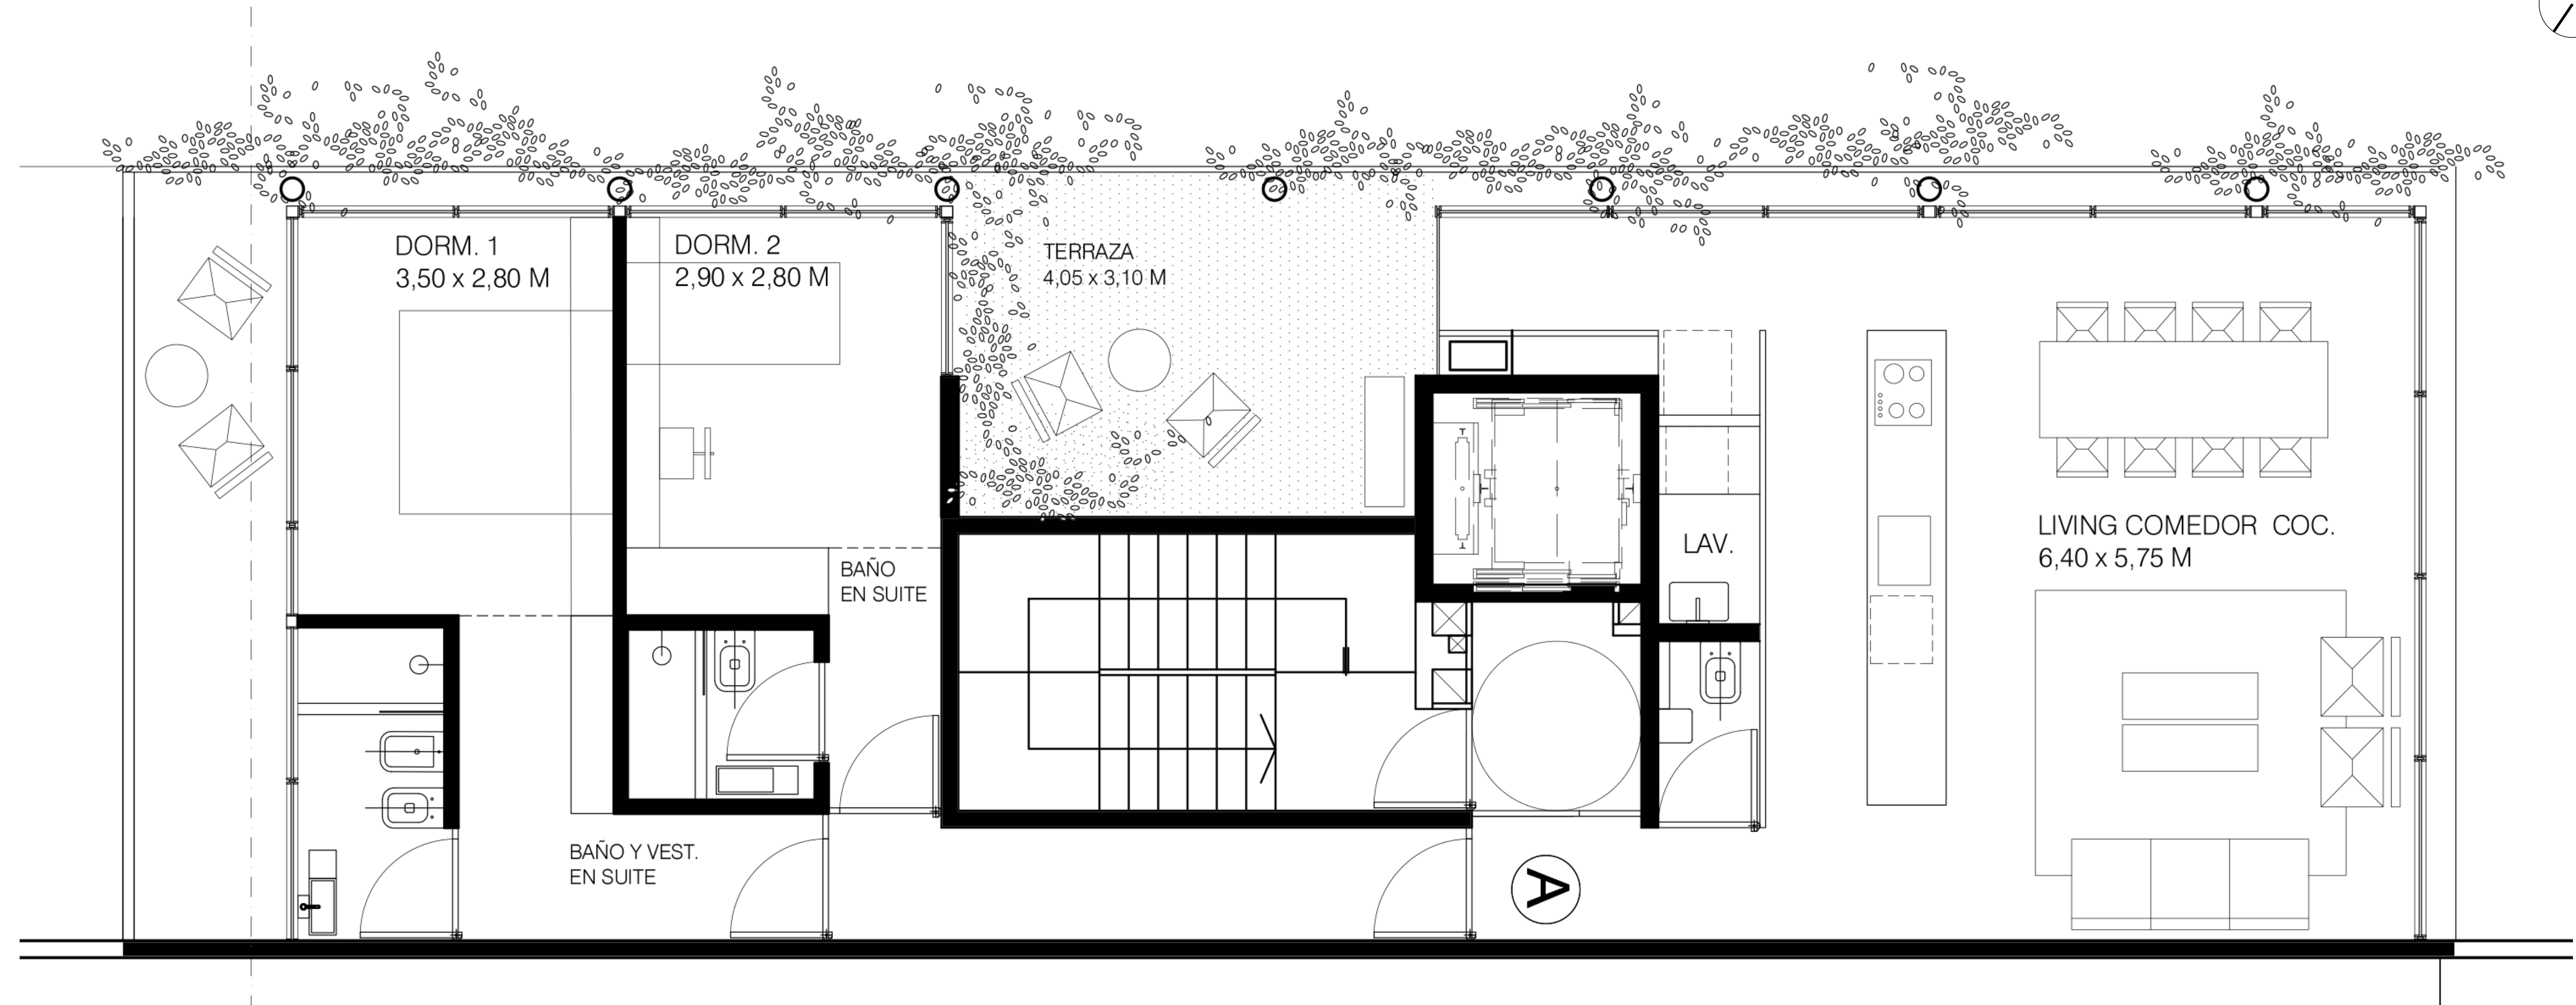 DORM. 1
3,50 x 2,80 M
DORM. 2
2,90 x 2,80 M
TERRAZA
4,05 x 3,10 M
BAÑO
EN SUITE
LAV.
LIVING COMEDOR COC.
6,40 x 5,75 M
BAÑO Y VEST.
EN SUITE
A